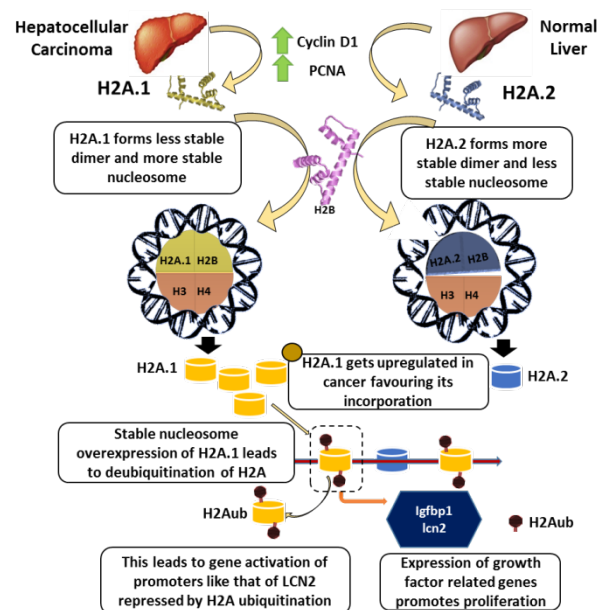 Hepatocellular
Carcinoma
Cyclin D1
PCNA
Normal
Liver
H2A.1
H2A.2
H2A.1 forms less stable
dimer and more stable
nucleosome
H2B
H2A.2 forms more
stable dimer and less
stable nucleosome
H2A.1 H2B
H3 H4
H2A.2 H2B
H3 H4
H2A.1
H2A.1 gets upregulated in
cancer favouring its
incorporation
H2A.2
Stable nucleosome
overexpression of H2A.1 leads
to deubiquitination of H2A
H2Aub
Igfbp1
lcn2
H2Aub
This leads to gene activation of
promoters like that of LCN2
repressed by H2A ubiquitination
Expression of growth
factor related genes
promotes proliferation